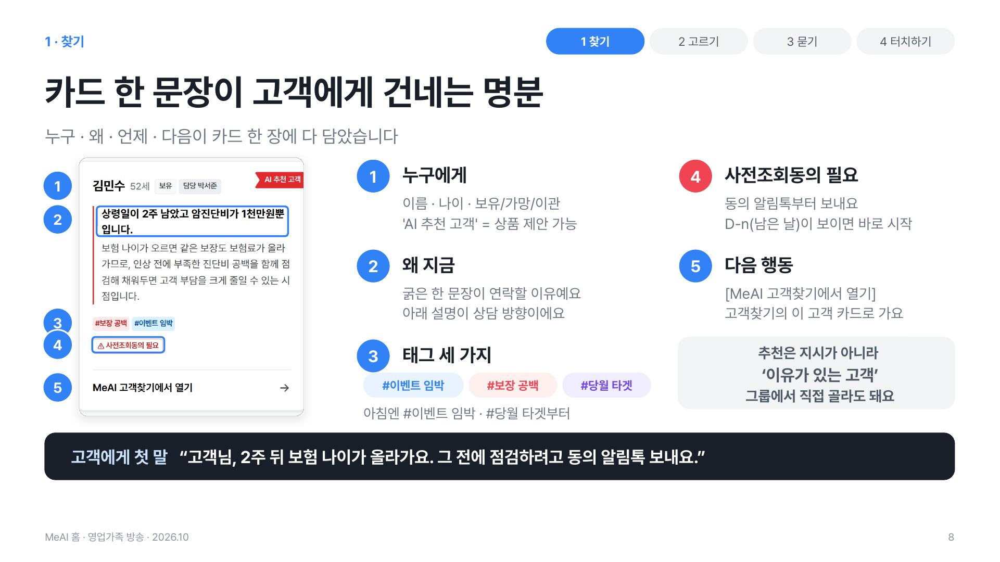 1 · 찾기
1 찾기
2 고르기
3 묻기
4 터치하기
카드 한 문장이 고객에게 건네는 명분
누구 · 왜 · 언제 · 다음이 카드 한 장에 다 담았습니다
1
김민수 52세 보유 담당 박서준
AI 추천 고객
2
상령일이 2주 남았고 암진단비가 1천만원뿐
입니다.
보험 나이가 오르면 같은 보장도 보험료가 올라
가므로, 인상 전에 부족한 진단비 공백을 함께 점
검해 채워두면 고객 부담을 크게 줄일 수 있는 시
점입니다.
3
#보장 공백 #이벤트 임박
4
사전조회동의 필요
5
MeAI 고객찾기에서 열기 →
1 누구에게
이름 · 나이 · 보유/가망/이관
'AI 추천 고객' = 상품 제안 가능
2 왜 지금
굵은 한 문장이 연락할 이유예요
아래 설명이 상담 방향이에요
3 태그 세 가지
#이벤트 임박 #보장 공백 #당월 타겟
아침엔 #이벤트 임박 · #당월 타겟부터
4 사전조회동의 필요
동의 알림톡부터 보내요
D-n(남은 날)이 보이면 바로 시작
5 다음 행동
[MeAI 고객찾기에서 열기]
고객찾기의 이 고객 카드로 가요
추천은 지시가 아니라
‘이유가 있는 고객’
그룹에서 직접 골라도 돼요
고객에게 첫 말 “고객님, 2주 뒤 보험 나이가 올라가요. 그 전에 점검하려고 동의 알림톡 보내요.”
MeAI 홈 · 영업가족 방송 · 2026.10
8